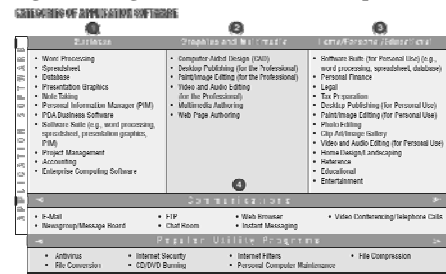 CATEGORIES OF APPLICATION SOFTWARE
1
2
3
Business
Graphics and Multimedia
Home/Personal/Educational
• Word Processing
• Spreadsheet
• Database
• Presentation Graphics
• Note Taking
• Personal Information Manager (PIM)
• PDA Business Software
• Software Suite (e.g., word processing,
spreadsheet, presentation graphics,
PIM)
• Project Management
• Accounting
• Enterprise Computing Software
• Computer-Aided Design (CAD)
• Desktop Publishing (for the Professional)
• Paint/Image Editing (for the Professional)
• Video and Audio Editing
(for the Professional)
• Multimedia Authoring
• Web Page Authoring
• Software Suite (for Personal Use) (e.g.,
word processing, spreadsheet, database)
• Personal Finance
• Legal
• Tax Preparation
• Desktop Publishing (for Personal Use)
• Paint/Image Editing (for Personal Use)
• Photo Editing
• Clip Art/Image Gallery
• Video and Audio Editing (for Personal Use)
• Home Design/Landscaping
• Reference
• Educational
• Entertainment
4
Communications
• E-Mail • FTP • Web Browser • Video Conferencing/Telephone Calls
• Newsgroup/Message Board • Chat Room • Instant Messaging
Popular Utility Programs
• Antivirus • Internet Security • Internet Filters • File Compression
• File Conversion • CD/DVD Burning • Personal Computer Maintenance